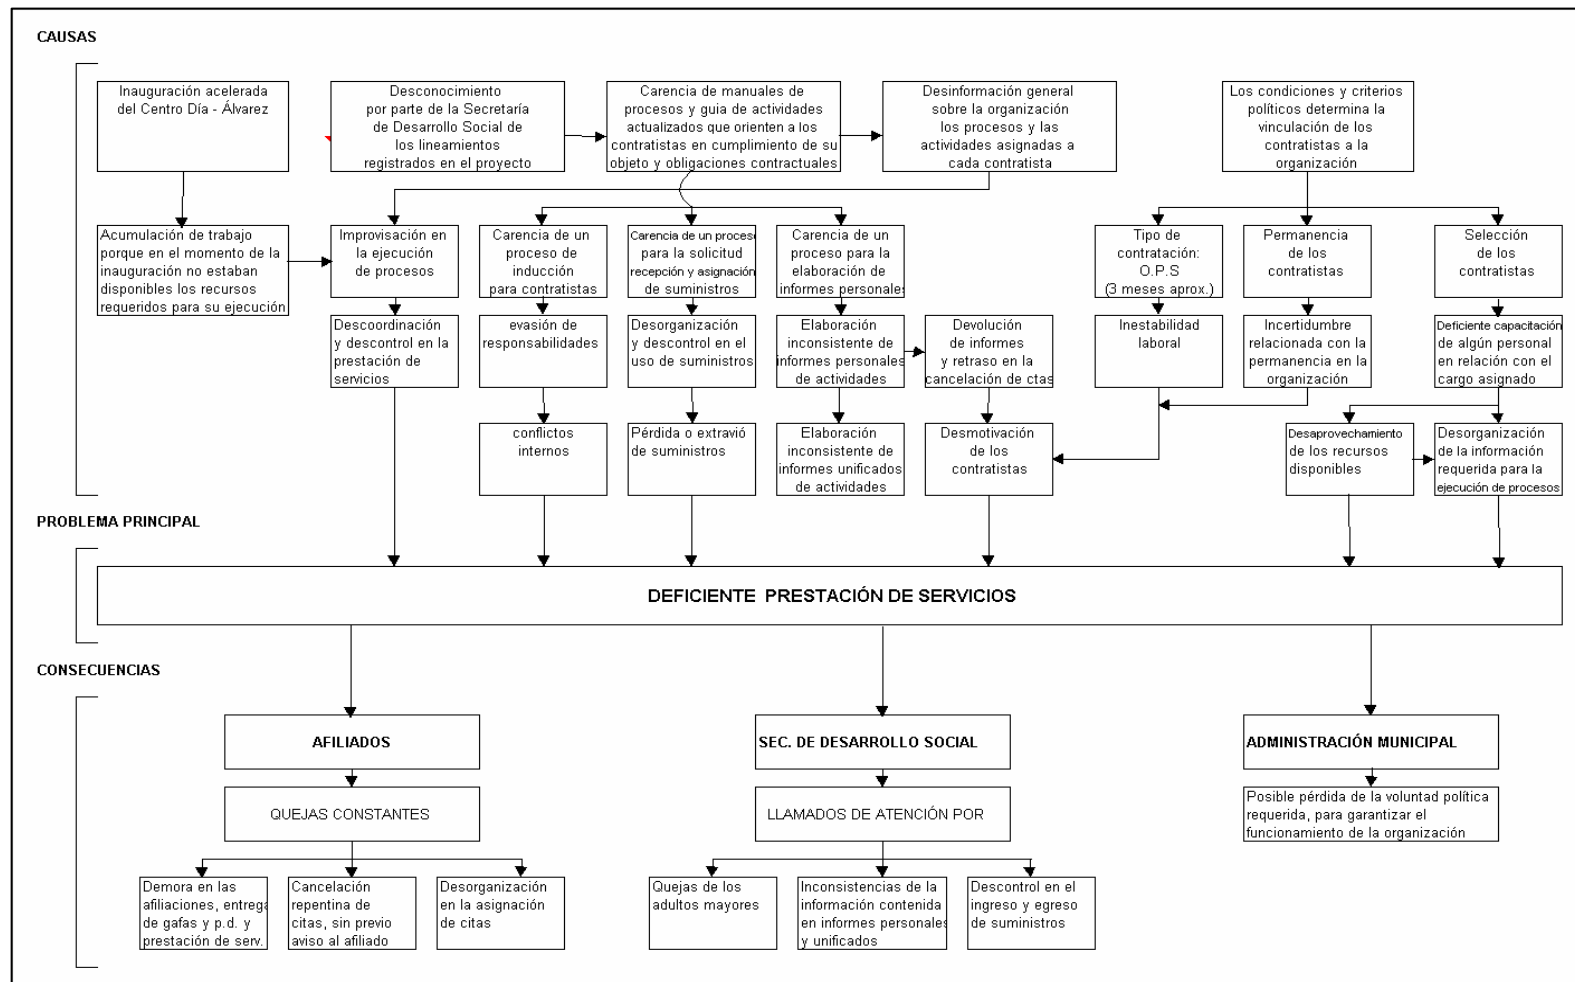 CAUSAS
Inauguración acelerada
del Centro Día - Álvarez
Desconocimiento
por parte de la Secretaría
de Desarrollo Social de
los lineamientos
registrados en el proyecto
Carencia de manuales de
procesos y guia de actividades
actualizados que orienten a los
contratistas en cumplimiento de su
objeto y obligaciones contractuales
Desinformación general
sobre la organización
los procesos y las
actividades asignadas a
cada contratista
Los condiciones y criterios
políticos determina la
vinculación de los
contratistas a la
organización
Acumulación de trabajo
porque en el momento de la
inauguración no estaban
disponibles los recursos
requeridos para su ejecución
Improvisación en
la ejecución
de procesos
Carencia de un
proceso de
inducción
para contratistas
Carencia de un proceso
para la solicitud
recepción y asignación
de suministros
Carencia de un
proceso para la
elaboración de
informes personales
Tipo de
contratación:
O.P.S
(3 meses aprox.)
Permanencia
de los
contratistas
Selección
de los
contratistas
Descoordinación
y descontrol en la
prestación de
servicios
evasión de
responsabilidades
Desorganización
y descontrol en el
uso de suministros
Elaboración
inconsistente de
informes personales
de actividades
Devolución
de informes
y retraso en la
cancelación de ctas
Inestabilidad
laboral
Incertidumbre
relacionada con la
permanencia en la
organización
Deficiente capacitación
de algún personal
en relación con el
cargo asignado
conflictos
internos
Pérdida o extravió
de suministros
Elaboración
inconsistente de
informes unificados
de actividades
Desmotivación
de los
contratistas
Desaprovechamiento
de los recursos
disponibles
Desorganización
de la información
requerida para la
ejecución de procesos
PROBLEMA PRINCIPAL
DEFICIENTE PRESTACIÓN DE SERVICIOS
CONSECUENCIAS
AFILIADOS
SEC. DE DESARROLLO SOCIAL
ADMINISTRACIÓN MUNICIPAL
QUEJAS CONSTANTES
LLAMADOS DE ATENCIÓN POR
Posible pérdida de la voluntad política
requerida, para garantizar el
funcionamiento de la organización
Demora en las
afiliaciones, entrega
de gafas y p.d. y
prestación de serv.
Cancelación
repentina de
citas, sin previo
aviso al afiliado
Desorganización
en la asignación
de citas
Quejas de los
adultos mayores
Inconsistencias de la
información contenida
en informes personales
y unificados
Descontrol en el
ingreso y egreso
de suministros